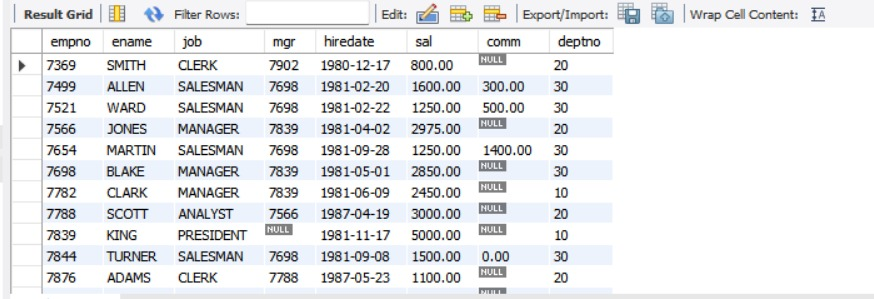 Result Grid Filter Rows: Edit: Export/Import: Wrap Cell Content: IA
empno ename job mgr hiredate sal comm deptno
7369 SMITH CLERK 7902 1980-12-17 800.00 NULL 20
7499 ALLEN SALESMAN 7698 1981-02-20 1600.00 300.00 30
7521 WARD SALESMAN 7698 1981-02-22 1250.00 500.00 30
7566 JONES MANAGER 7839 1981-04-02 2975.00 NULL 20
7654 MARTIN SALESMAN 7698 1981-09-28 1250.00 1400.00 30
7698 BLAKE MANAGER 7839 1981-05-01 2850.00 NULL 30
7782 CLARK MANAGER 7839 1981-06-09 2450.00 NULL 10
7788 SCOTT ANALYST 7566 1987-04-19 3000.00 NULL 20
7839 KING PRESIDENT NULL 1981-11-17 5000.00 NULL 10
7844 TURNER SALESMAN 7698 1981-09-08 1500.00 0.00 30
7876 ADAMS CLERK 7788 1987-05-23 1100.00 NULL 20
NULL